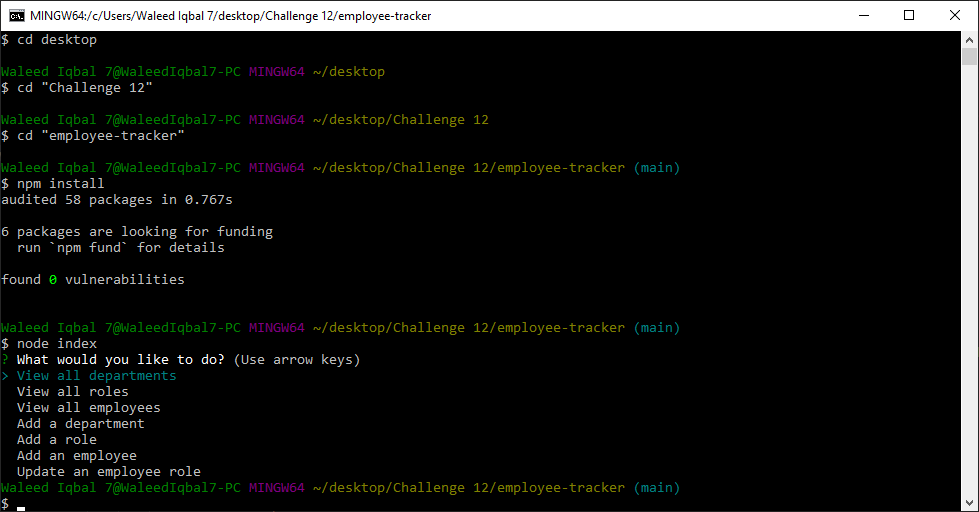 MINGW64:/c/Users/Waleed Iqbal 7/desktop/Challenge 12/employee-tracker
$ cd desktop
Waleed Iqbal 7@WaleedIqbal7-PC MINGW64 ~/desktop
$ cd "Challenge 12"
Waleed Iqbal 7@WaleedIqbal7-PC MINGW64 ~/desktop/Challenge 12
$ cd "employee-tracker"
Waleed Iqbal 7@WaleedIqbal7-PC MINGW64 ~/desktop/Challenge 12/employee-tracker (main)
$ npm install
audited 58 packages in 0.767s
6 packages are looking for funding
  run `npm fund` for details
found 0 vulnerabilities
Waleed Iqbal 7@WaleedIqbal7-PC MINGW64 ~/desktop/Challenge 12/employee-tracker (main)
$ node index
? What would you like to do? (Use arrow keys)
> View all departments
  View all roles
  View all employees
  Add a department
  Add a role
  Add an employee
  Update an employee role
Waleed Iqbal 7@WaleedIqbal7-PC MINGW64 ~/desktop/Challenge 12/employee-tracker (main)
$